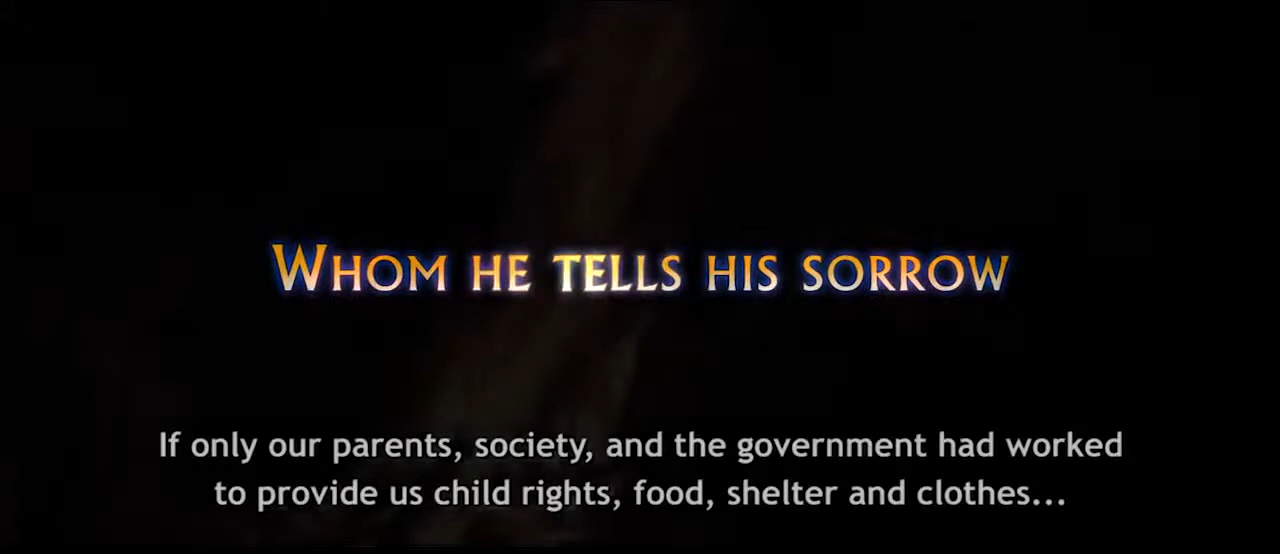 Whom he tells his sorrow
If only our parents, society, and the government had worked
to provide us child rights, food, shelter and clothes...